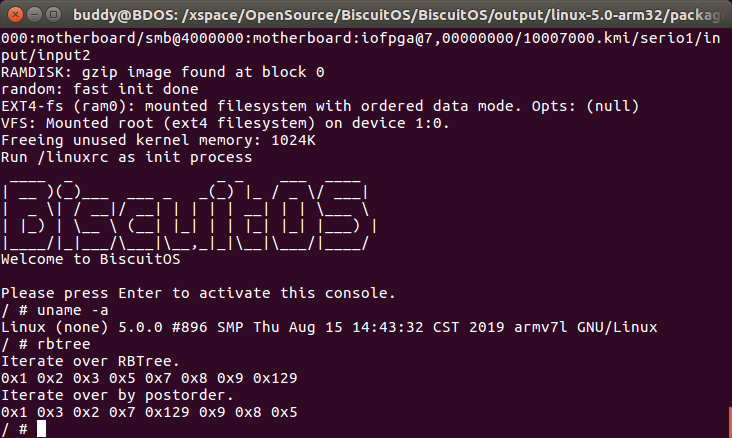 buddy@BDOS: /xspace/OpenSource/BiscuitOS/BiscuitOS/output/linux-5.0-arm32/package
000:motherboard/smb@4000000:motherboard:iofpga@7,00000000/10007000.kmi/serio1/in
put/input2
RAMDISK: gzip image found at block 0
random: fast init done
EXT4-fs (ram0): mounted filesystem with ordered data mode. Opts: (null)
VFS: Mounted root (ext4 filesystem) on device 1:0.
Freeing unused kernel memory: 1024K
Run /linuxrc as init process
BiscuitOS
Welcome to BiscuitOS
Please press Enter to activate this console.
/ # uname -a
Linux (none) 5.0.0 #896 SMP Thu Aug 15 14:43:32 CST 2019 armv7l GNU/Linux
/ # rbtree
Iterate over RBTree.
0x1 0x2 0x3 0x5 0x7 0x8 0x9 0x129
Iterate over by postorder.
0x1 0x3 0x2 0x7 0x129 0x9 0x8 0x5
/ #